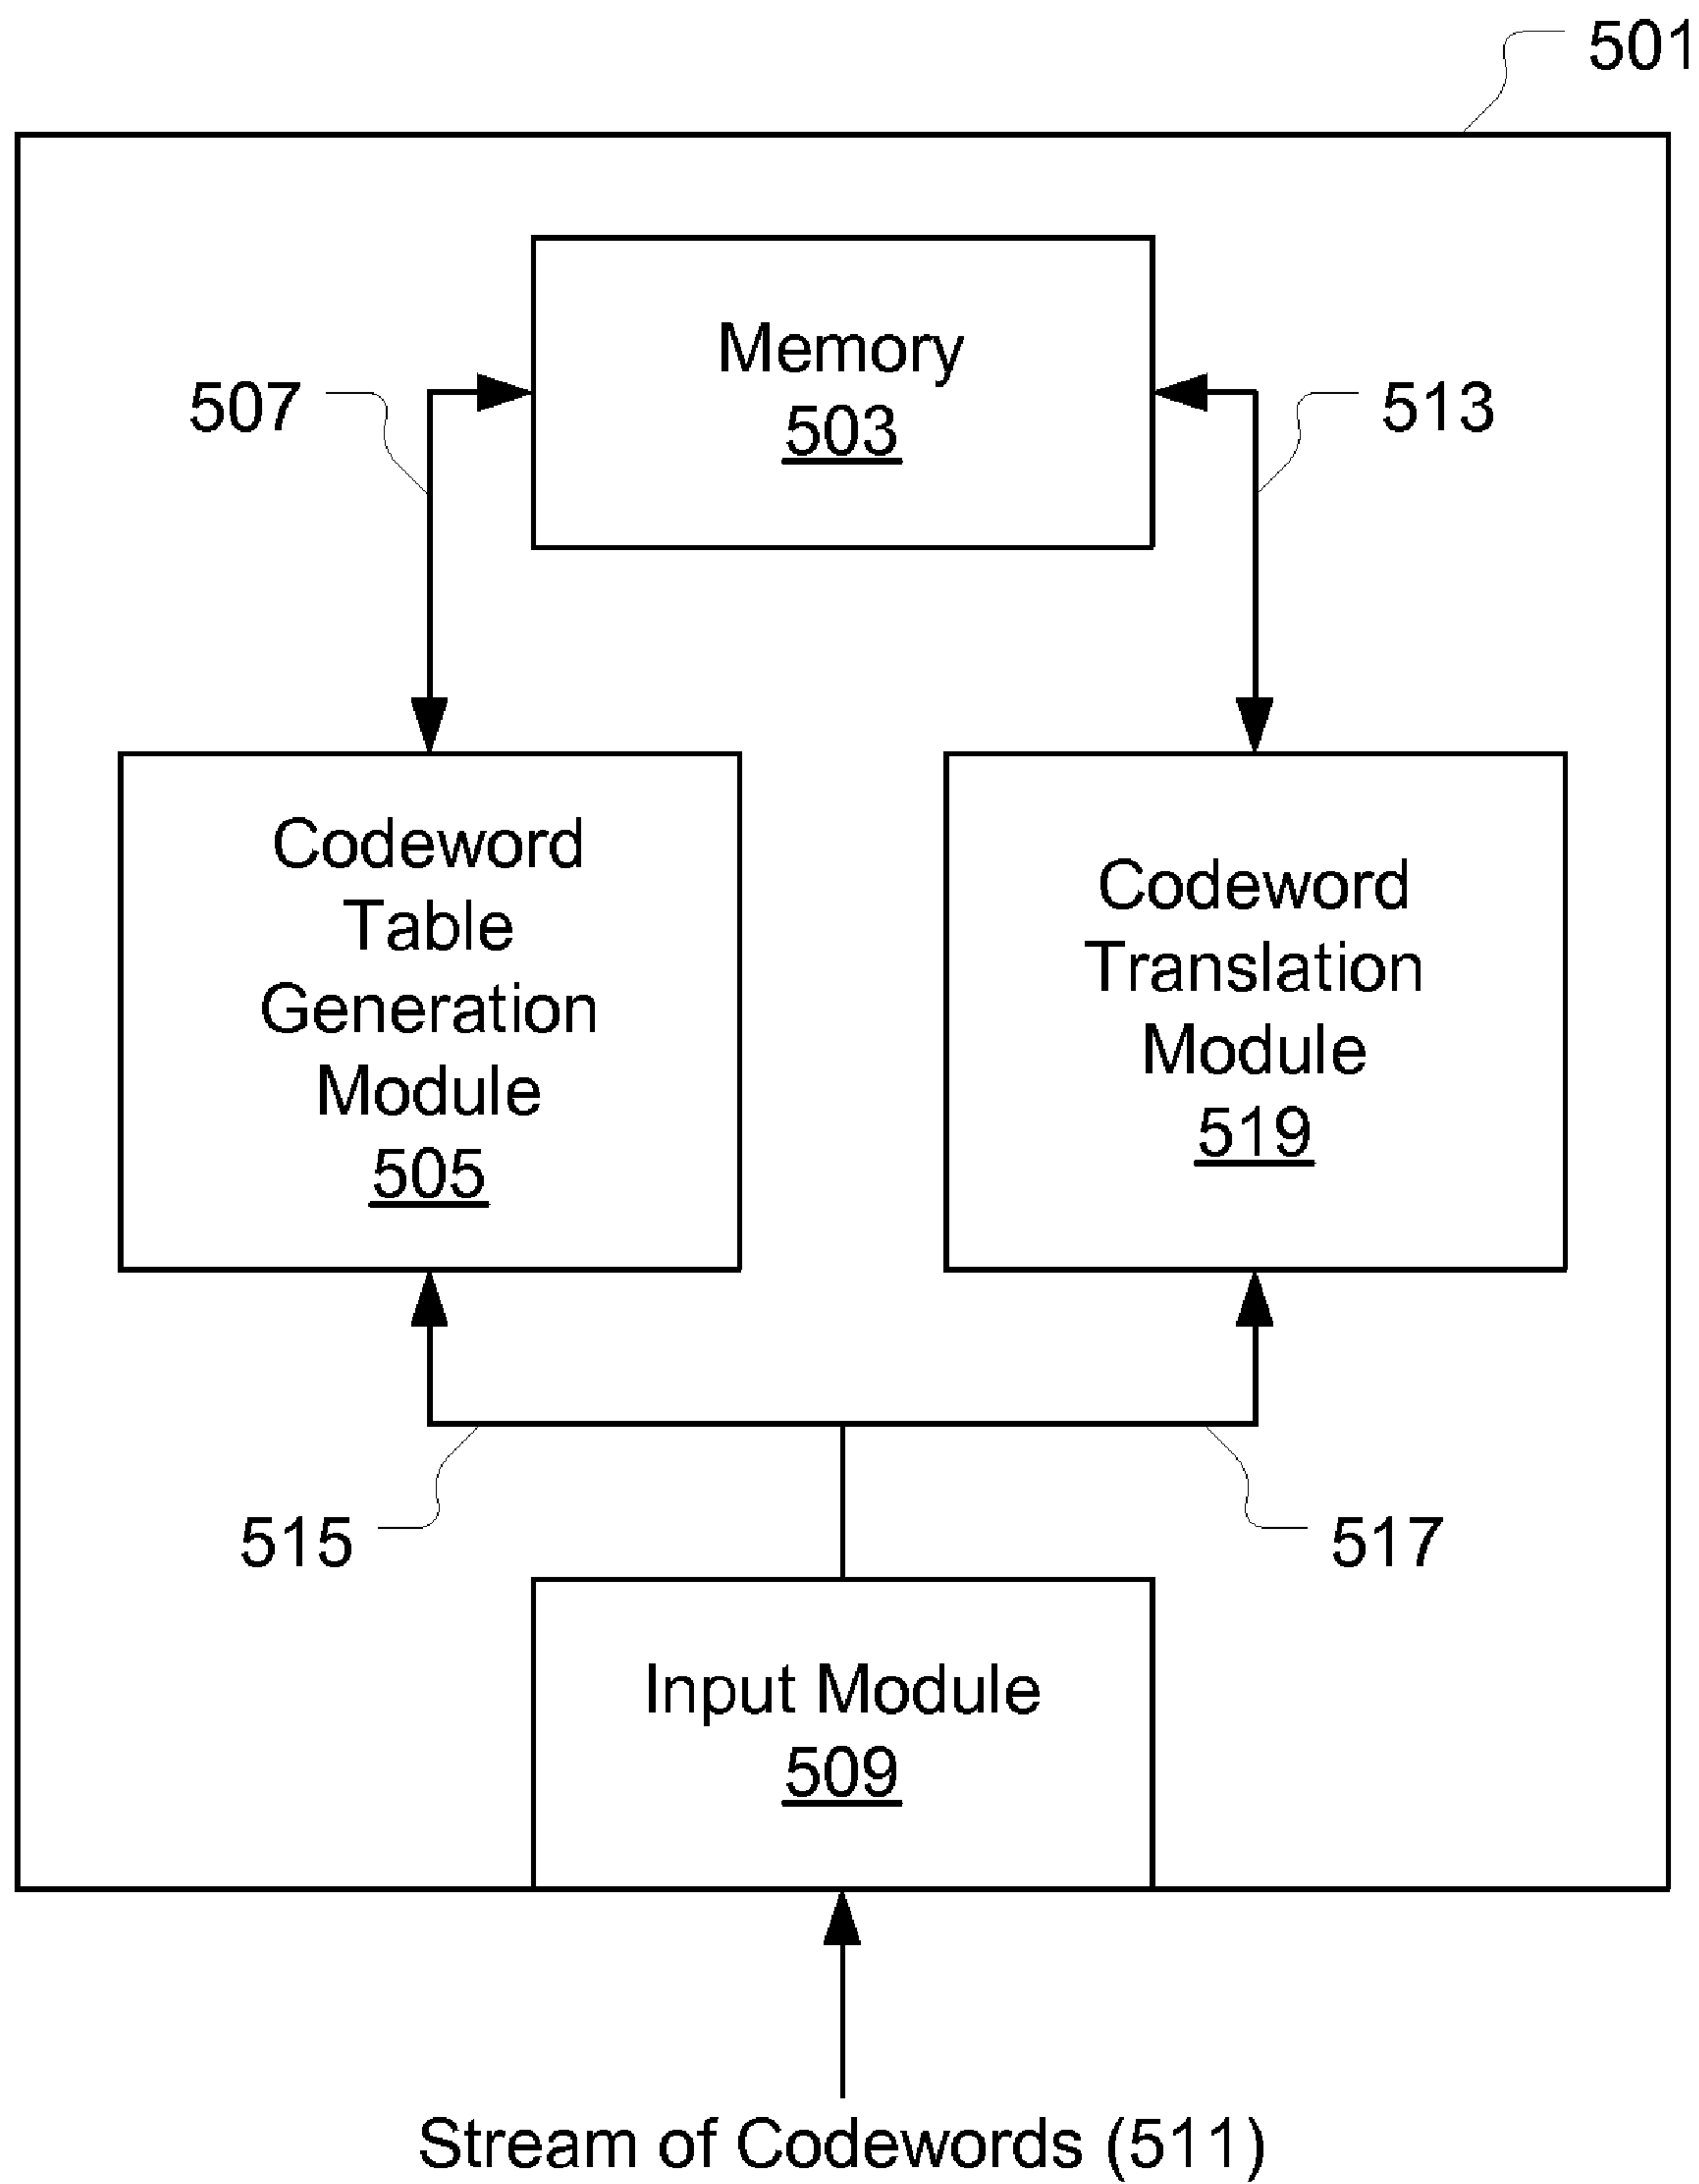 501
Memory
503
507
513
Codeword
Table
Generation
Module
505
Codeword
Translation
Module
519
515
517
Input Module
509
Stream of Codewords (511)